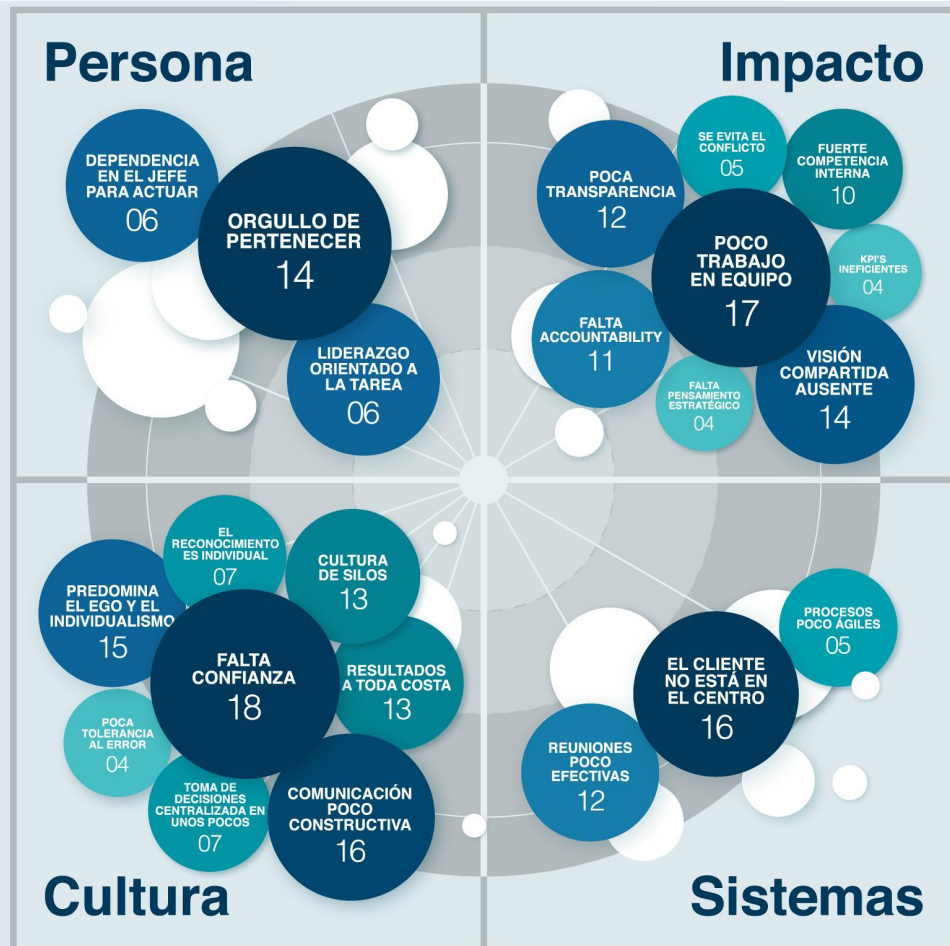 Persona
DEPENDENCIA
EN EL JEFE
PARA ACTUAR
06
ORGULLO DE
PERTENECER
14
LIDERAZGO
ORIENTADO A
LA TAREA
06
Impacto
POCA
TRANSPARENCIA
12
SE EVITA EL
CONFLICTO
05
FUERTE
COMPETENCIA
INTERNA
10
POCO
TRABAJO
EN EQUIPO
17
KPI'S
INEFICIENTES
04
FALTA
ACCOUNTABILITY
11
FALTA
PENSAMIENTO
ESTRATÉGICO
04
VISIÓN
COMPARTIDA
AUSENTE
14
EL
RECONOCIMIENTO
ES INDIVIDUAL
07
CULTURA
DE SILOS
13
PREDOMINA
EL EGO Y EL
INDIVIDUALISMO
15
FALTA
CONFIANZA
18
RESULTADOS
A TODA COSTA
13
POCA
TOLERANCIA
AL ERROR
04
TOMA DE
DECISIONES
CENTRALIZADA EN
UNOS POCOS
07
COMUNICACIÓN
POCO
CONSTRUCTIVA
16
Cultura
PROCESOS
POCO ÁGILES
05
EL CLIENTE
NO ESTÁ EN
EL CENTRO
16
REUNIONES
POCO
EFECTIVAS
12
Sistemas